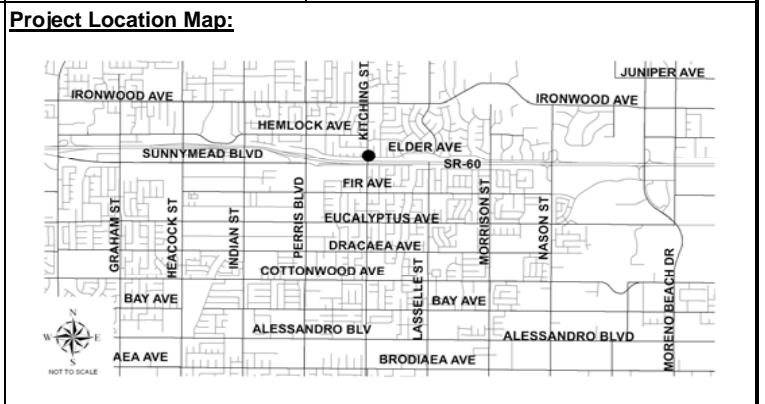 Project Location Map:
JUNIPER AVE
IRONWOOD AVE
IRONWOOD AVE
KITCHING ST.
HEMLOCK AVE
ELDER AVE
SUNNYMEAD BLVD
SR-60
FIR AVE
GRAHAM ST
HEACOCK ST
INDIAN ST
PERRIS BLVD
EUCALYPTUS AVE
MORRISON ST
NASON ST
DRACAEA AVE
COTTONWOOD AVE
LASSELLE ST
MORENO BEACH DR
BAY AVE
BAY AVE
ALESSANDRO BLV
ALESSANDRO BLVD
N
W
E
S
NOT TO SCALE
AEA AVE
BRODIAEA AVE